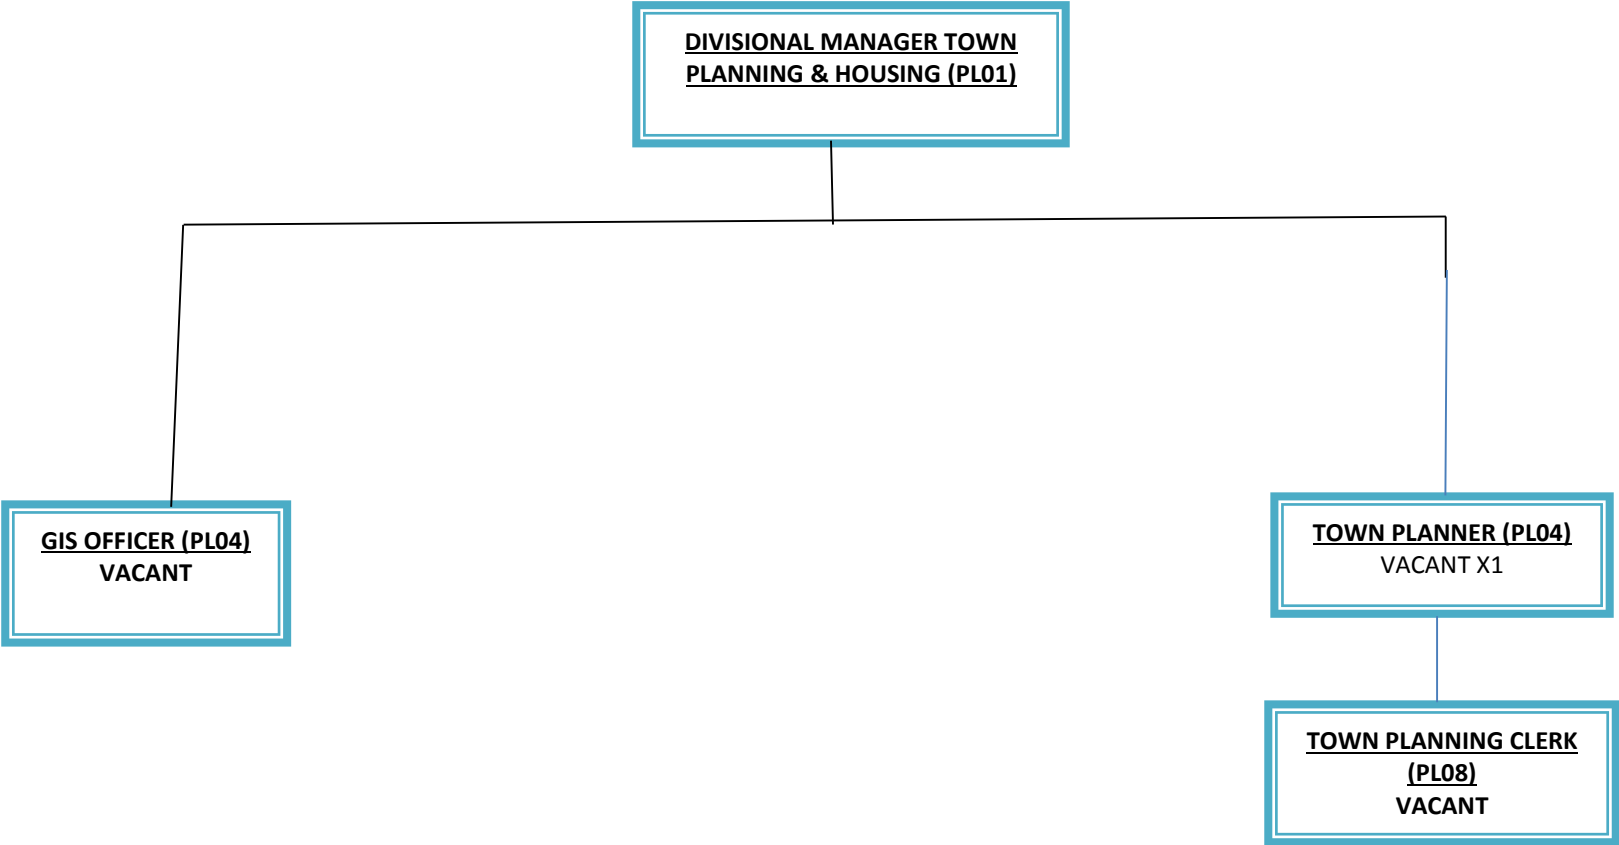 DIVISIONAL MANAGER TOWN
PLANNING & HOUSING (PL01)
GIS OFFICER (PL04)
VACANT
TOWN PLANNER (PL04)
VACANT X1
TOWN PLANNING CLERK
(PL08)
VACANT